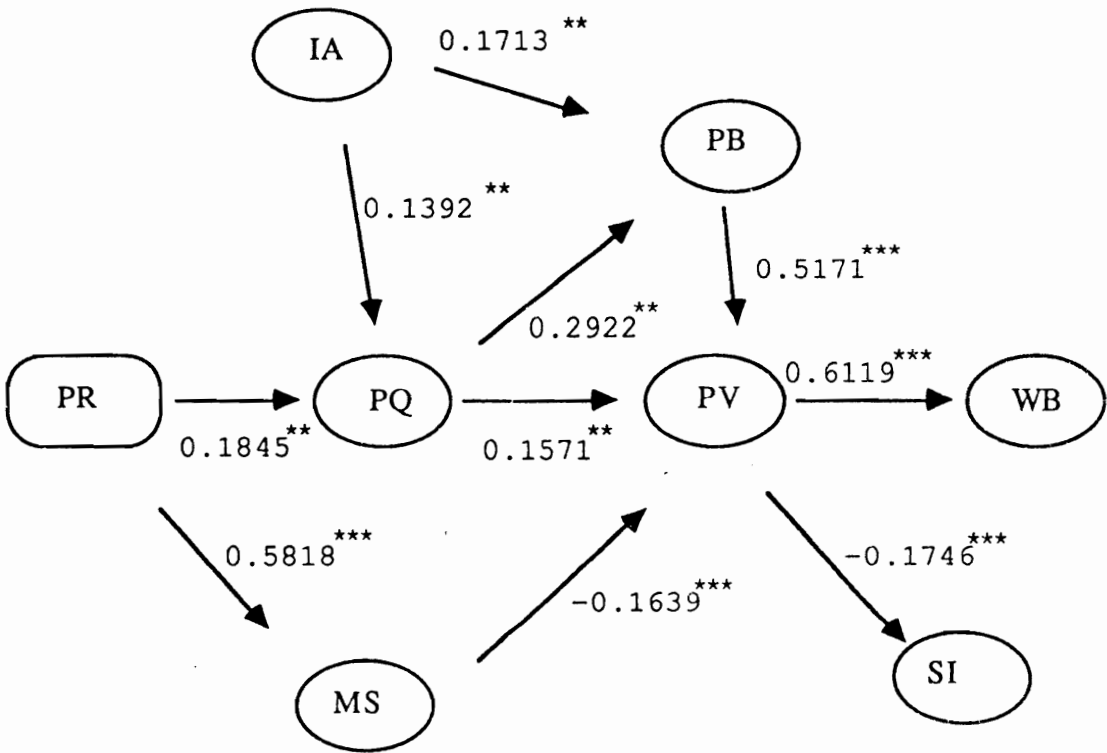 IA
0.1713 **
PB
0.1392 **
0.5171***
0.2922**
PR
PQ
PV
0.6119***
WB
0.1845**
0.1571**
0.5818***
-0.1746***
-0.1639***
MS
SI